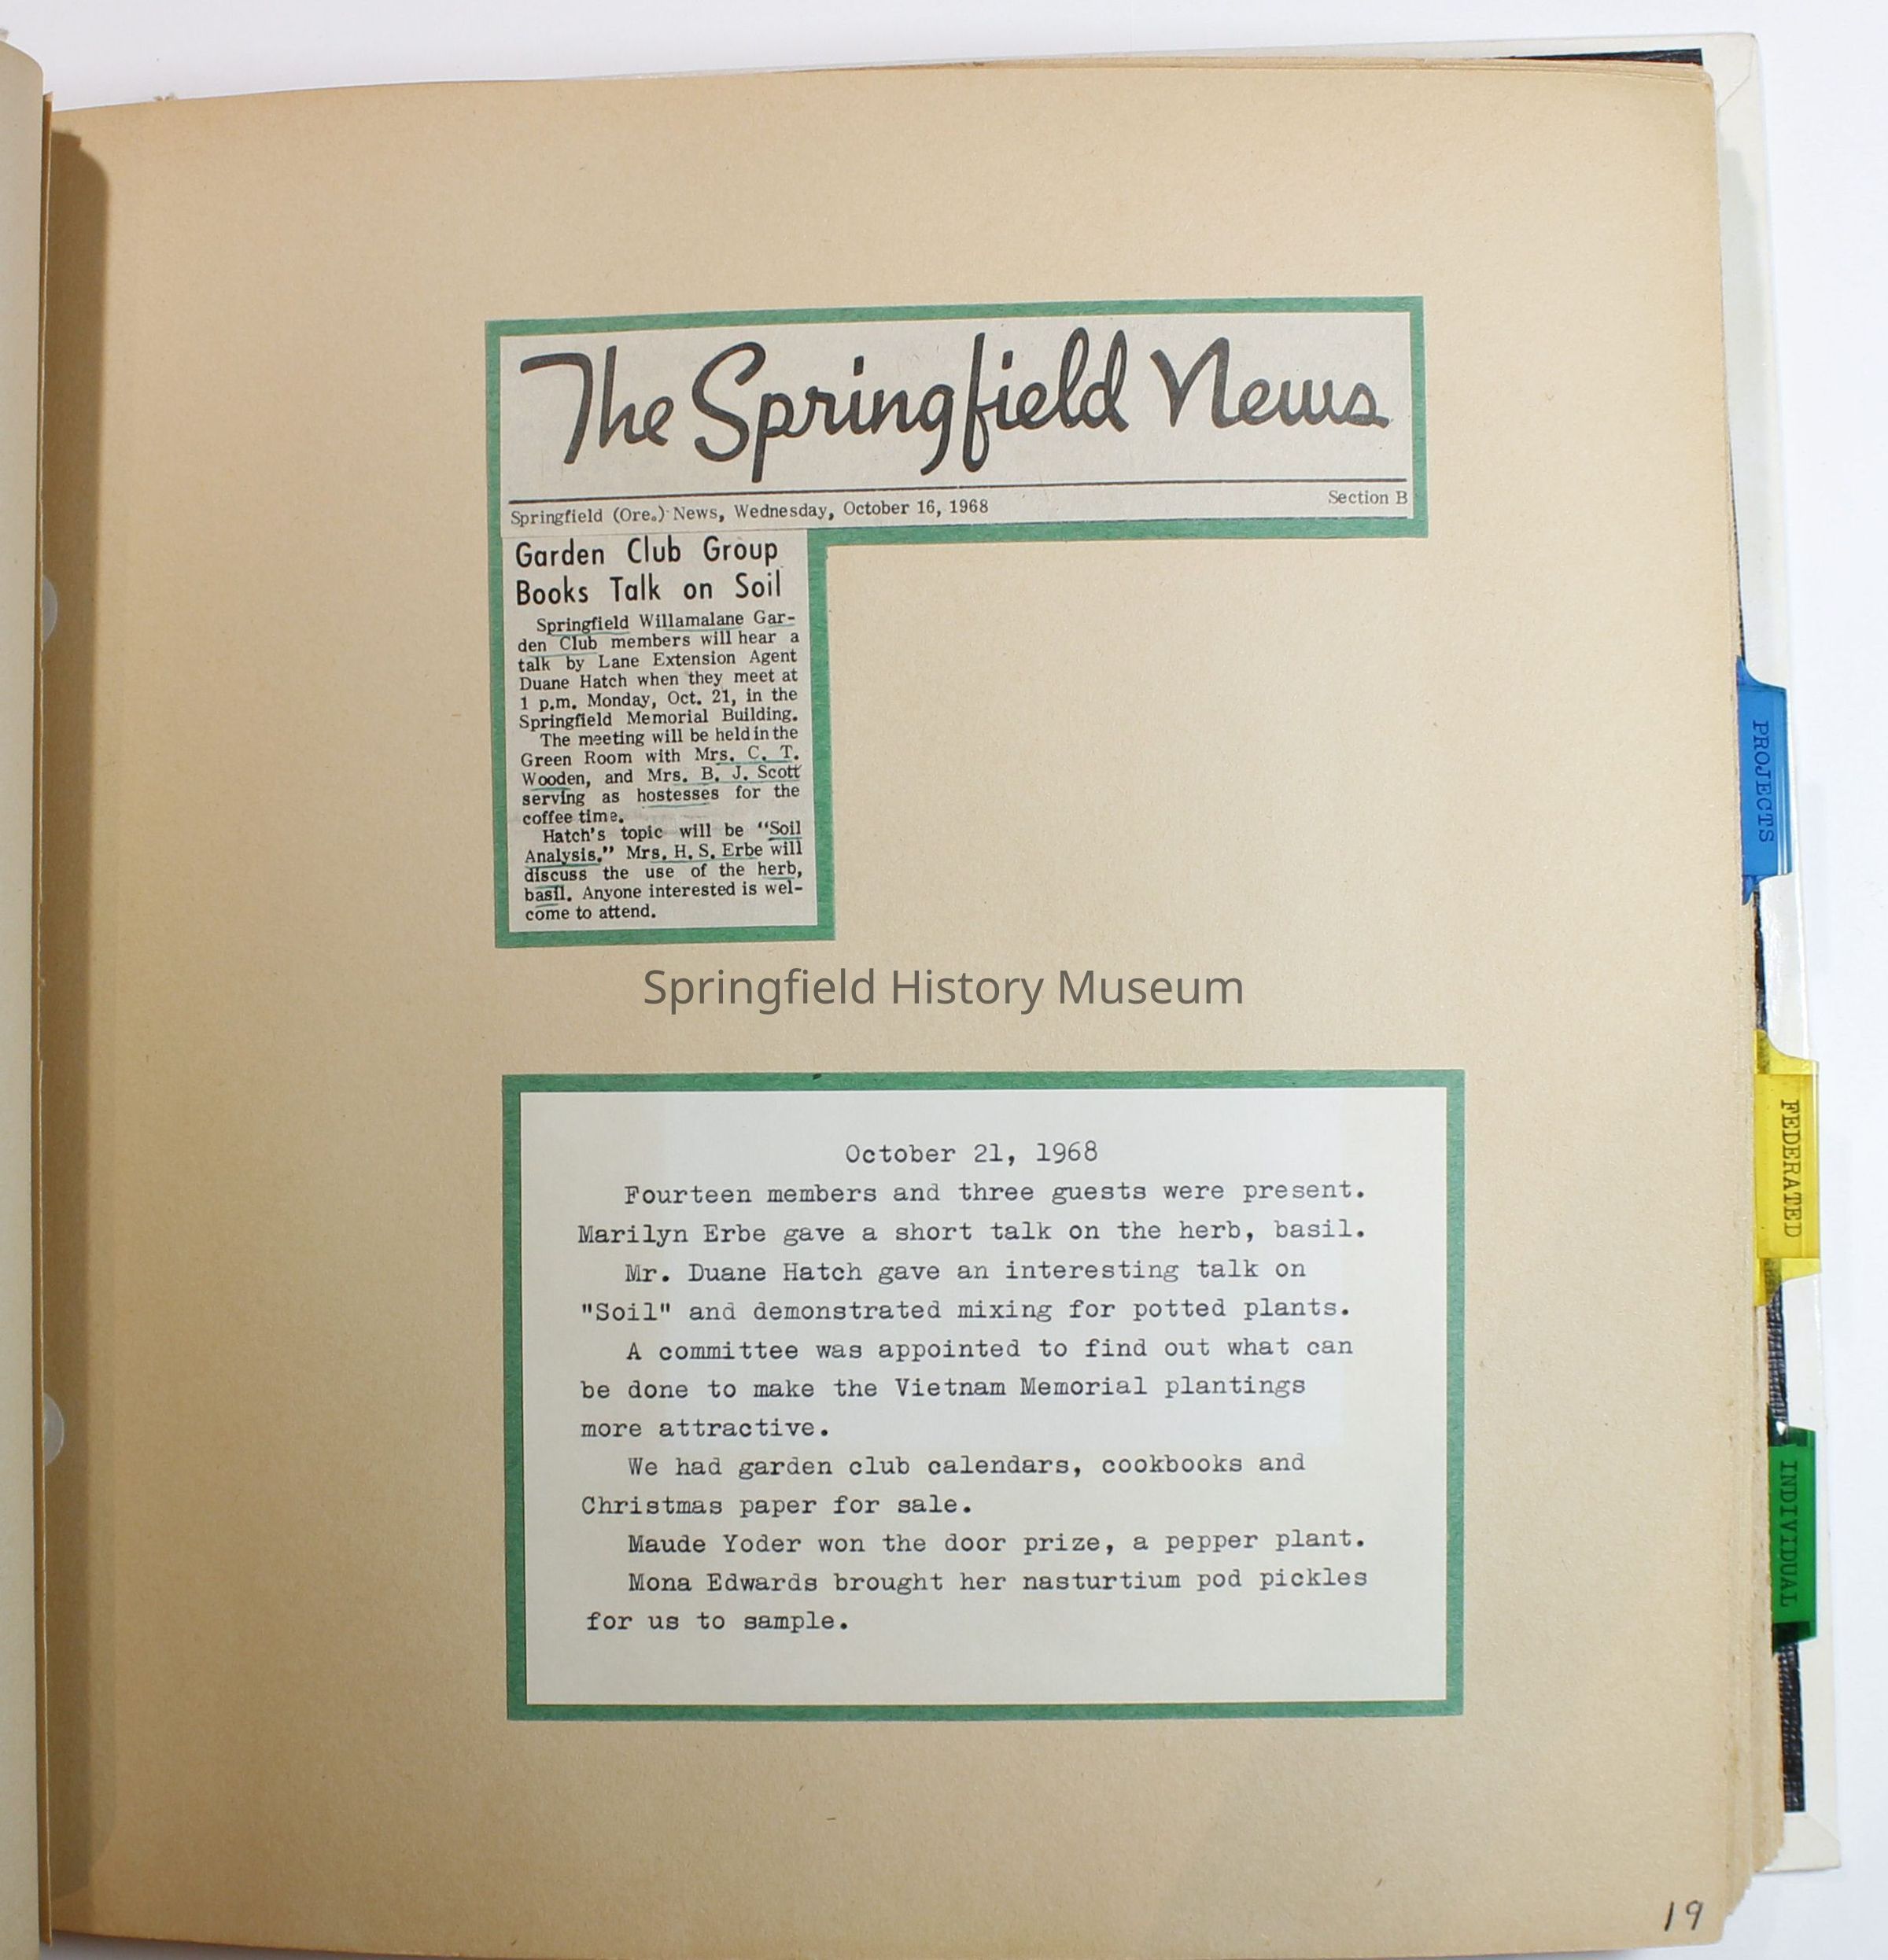 The Springfield News
Springfield (Ore.) News, Wednesday, October 16, 1968
Section B
Garden Club Group
Books Talk on Soil
Springfield Willamalane Gar-
den Club members will hear a
talk by Lane Extension Agent
Duane Hatch when they meet at
1 p.m. Monday, Oct. 21, in the
Springfield Memorial Building.
The meeting will be held in the
Green Room with Mrs. C. T.
Wooden, and Mrs. B. J. Scott
serving as hostesses for the
coffee time.
Hatch's topic will be "Soil
Analysis." Mrs. H. S. Erbe will
discuss the use of the herb,
basil. Anyone interested is wel-
come to attend.
Springfield History Museum
October 21, 1968
Fourteen members and three guests were present.
Marilyn Erbe gave a short talk on the herb, basil.
Mr. Duane Hatch gave an interesting talk on
"Soil" and demonstrated mixing for potted plants.
A committee was appointed to find out what can
be done to make the Vietnam Memorial plantings
more attractive.
We had garden club calendars, cookbooks and
Christmas paper for sale.
Maude Yoder won the door prize, a pepper plant.
Mona Edwards brought her nasturtium pod pickles
for us to sample.
PROJECTS
FEDERATED
INDIVIDUAL
19